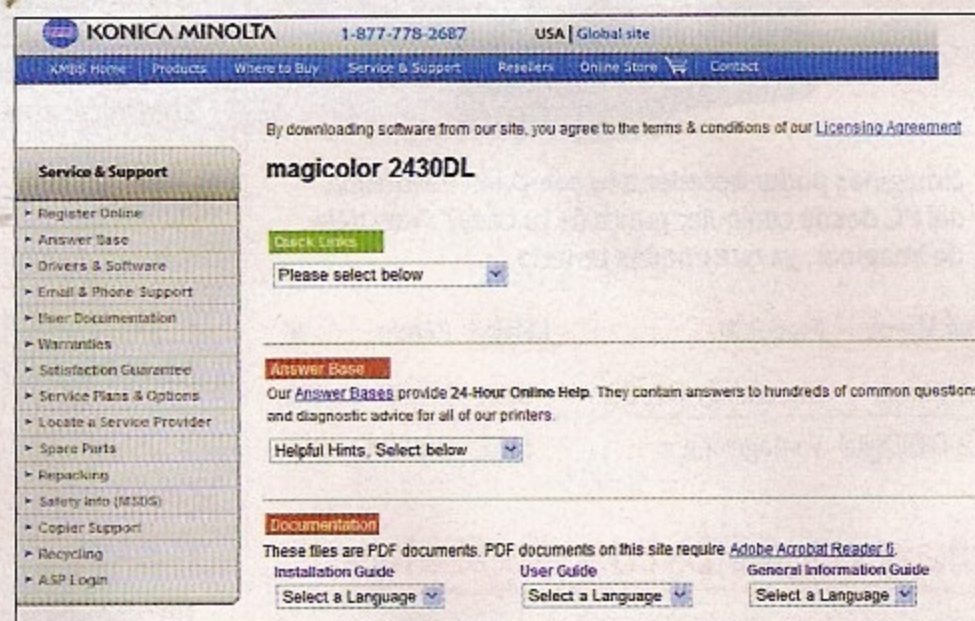 KONICA MINOLTA 1-877-778-2687 USA | Global site
KMBS Home Products Where to Buy Service & Support Resellers Online Store Contact
By downloading software from our site, you agree to the terms & conditions of our Licensing Agreement
Service & Support
Register Online
Answer Base
Drivers & Software
Email & Phone Support
User Documentation
Warranties
Satisfaction Guarantee
Service Plans & Options
Locate a Service Provider
Spare Parts
Repacking
Safety Info (MSDS)
Copier Support
Recycling
ASP Login
magicolor 2430DL
Quick Links
Please select below
Answer Base
Our Answer Bases provide 24-Hour Online Help. They contain answers to hundreds of common questions
and diagnostic advice for all of our printers.
Helpful Hints, Select below
Documentation
These files are PDF documents. PDF documents on this site require Adobe Acrobat Reader 6.
Installation Guide User Guide General Information Guide
Select a Language Select a Language Select a Language